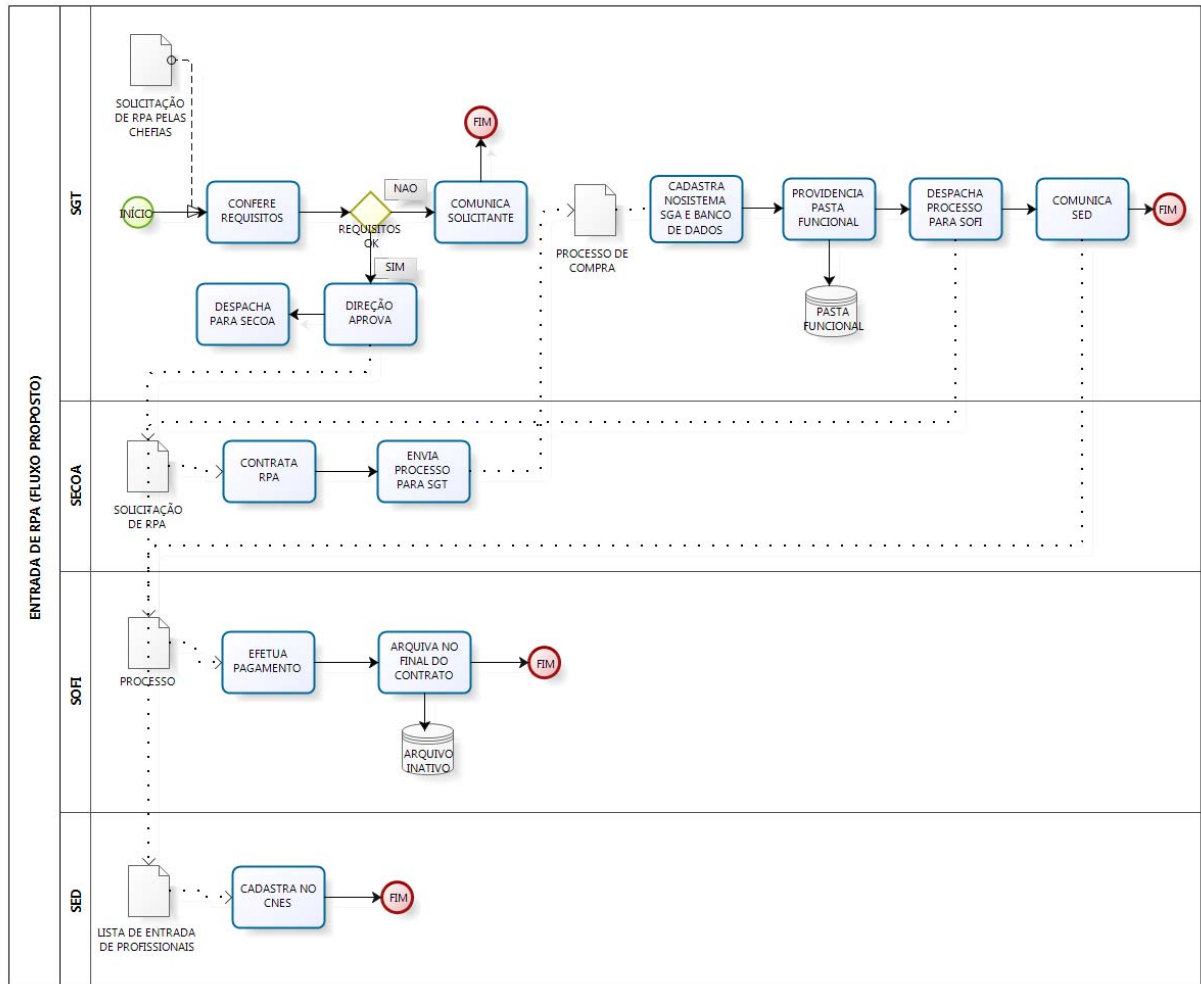 ENTRADA DE RPA (FLUXO PROPOSTO)
SGT
SOLICITAÇÃO
DE RPA PELAS
CHEFIAS
INÍCIO
CONFERE
REQUISITOS
REQUISITOS
OK
NAO
COMUNICA
SOLICITANTE
FIM
SIM
DIREÇÃO
APROVA
DESPACHA
PARA SECOA
PROCESSO DE
COMPRA
CADASTRA
NOSISTEMA
SGA E BANCO
DE DADOS
PROVIDENCIA
PASTA
FUNCIONAL
PASTA
FUNCIONAL
DESPACHA
PROCESSO
PARA SOFI
COMUNICA
SED
FIM
SECOA
SOLICITAÇÃO
DE RPA
CONTRATA
RPA
ENVIA
PROCESSO
PARA SGT
SOFI
PROCESSO
EFETUA
PAGAMENTO
ARQUIVA NO
FINAL DO
CONTRATO
FIM
ARQUIVO
INATIVO
SED
LISTA DE ENTRADA
DE PROFISSIONAIS
CADASTRA NO
CNES
FIM